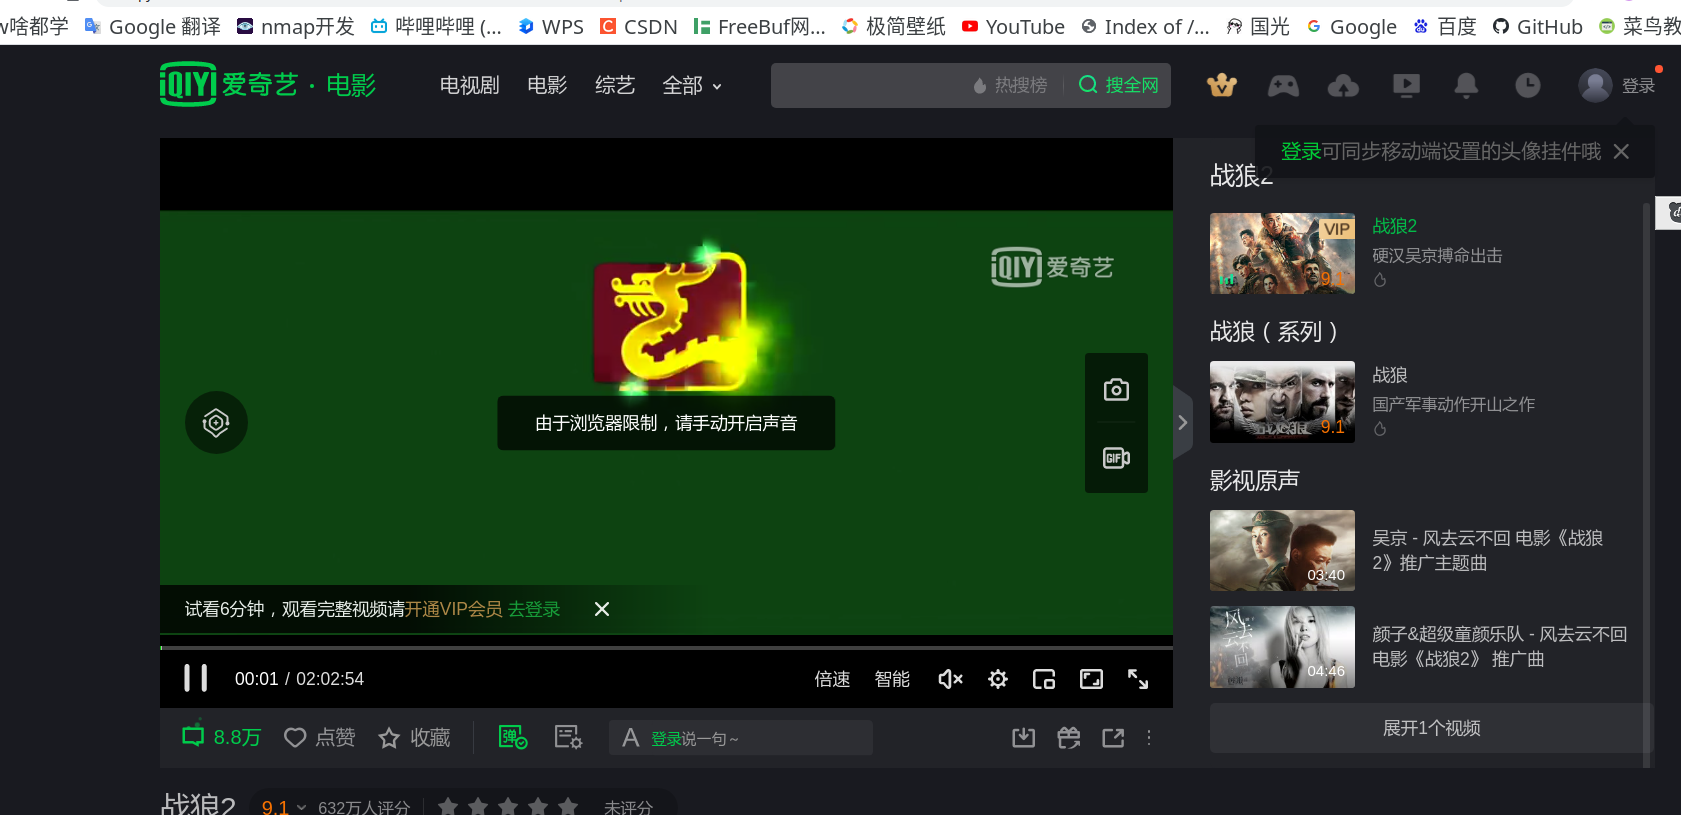 啥都学 Google 翻译 nmap开发 哔哩哔哩 (... WPS CSDN FreeBuf网... 极简壁纸 YouTube Index of /... 国光 Google 百度 GitHub 菜鸟教
iQIYI 爱奇艺 · 电影 电视剧 电影 综艺 全部 热搜榜 搜全网 登录
登录可同步移动端设置的头像挂件哦
战狼2
VIP
9.1
战狼2
硬汉吴京搏命出击
iQIYI 爱奇艺
战狼（系列）
9.1
战狼
国产军事动作开山之作
由于浏览器限制，请手动开启声音
GIF
影视原声
03:40
吴京 - 风去云不回 电影《战狼
2》推广主题曲
风去云不回
04:46
颜子&超级童颜乐队 - 风去云不回
电影《战狼2》 推广曲
试看6分钟，观看完整视频请开通VIP会员 去登录
00:01 / 02:02:54 倍速 智能
展开1个视频
8.8万 点赞 收藏 弹 A 登录说一句～
战狼2 9.1 632万人评分 未评分